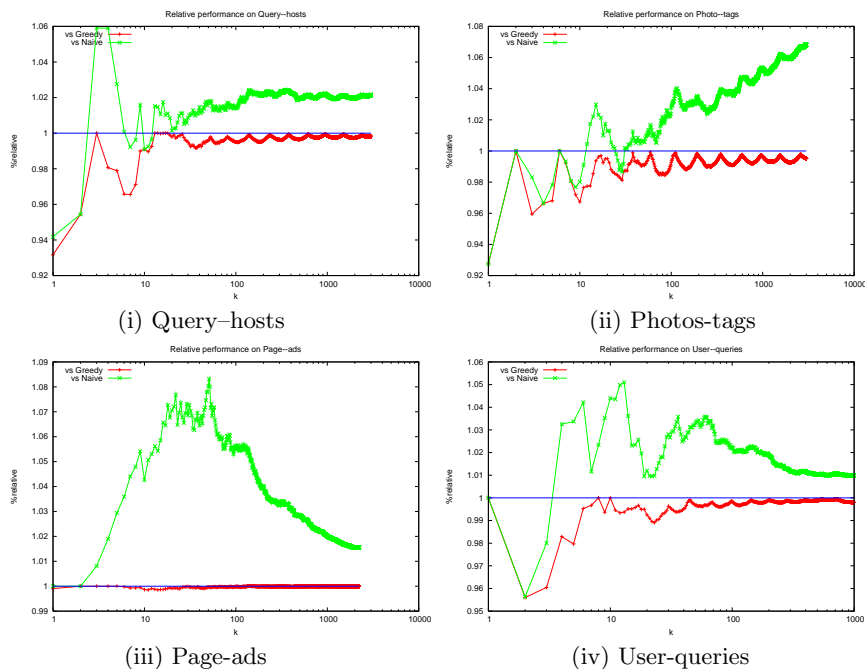 Relative performance on Query--hosts
vs Greedy
vs Naive
1.06
1.04
1.02
1
0.98
0.96
0.94
0.92
%relative
1
10
100
1000
10000
k
(i) Query–hosts
Relative performance on Photo--tags
vs Greedy
vs Naive
1.08
1.06
1.04
1.02
1
0.98
0.96
0.94
0.92
%relative
1
10
100
1000
10000
k
(ii) Photos-tags
Relative performance on Page--ads
vs Greedy
vs Naive
1.09
1.08
1.07
1.06
1.05
1.04
1.03
1.02
1.01
1
0.99
%relative
1
10
100
1000
10000
k
(iii) Page-ads
Relative performance on User--queries
vs Greedy
vs Naive
1.06
1.05
1.04
1.03
1.02
1.01
1
0.99
0.98
0.97
0.96
0.95
%relative
1
10
100
1000
k
(iv) User-queries